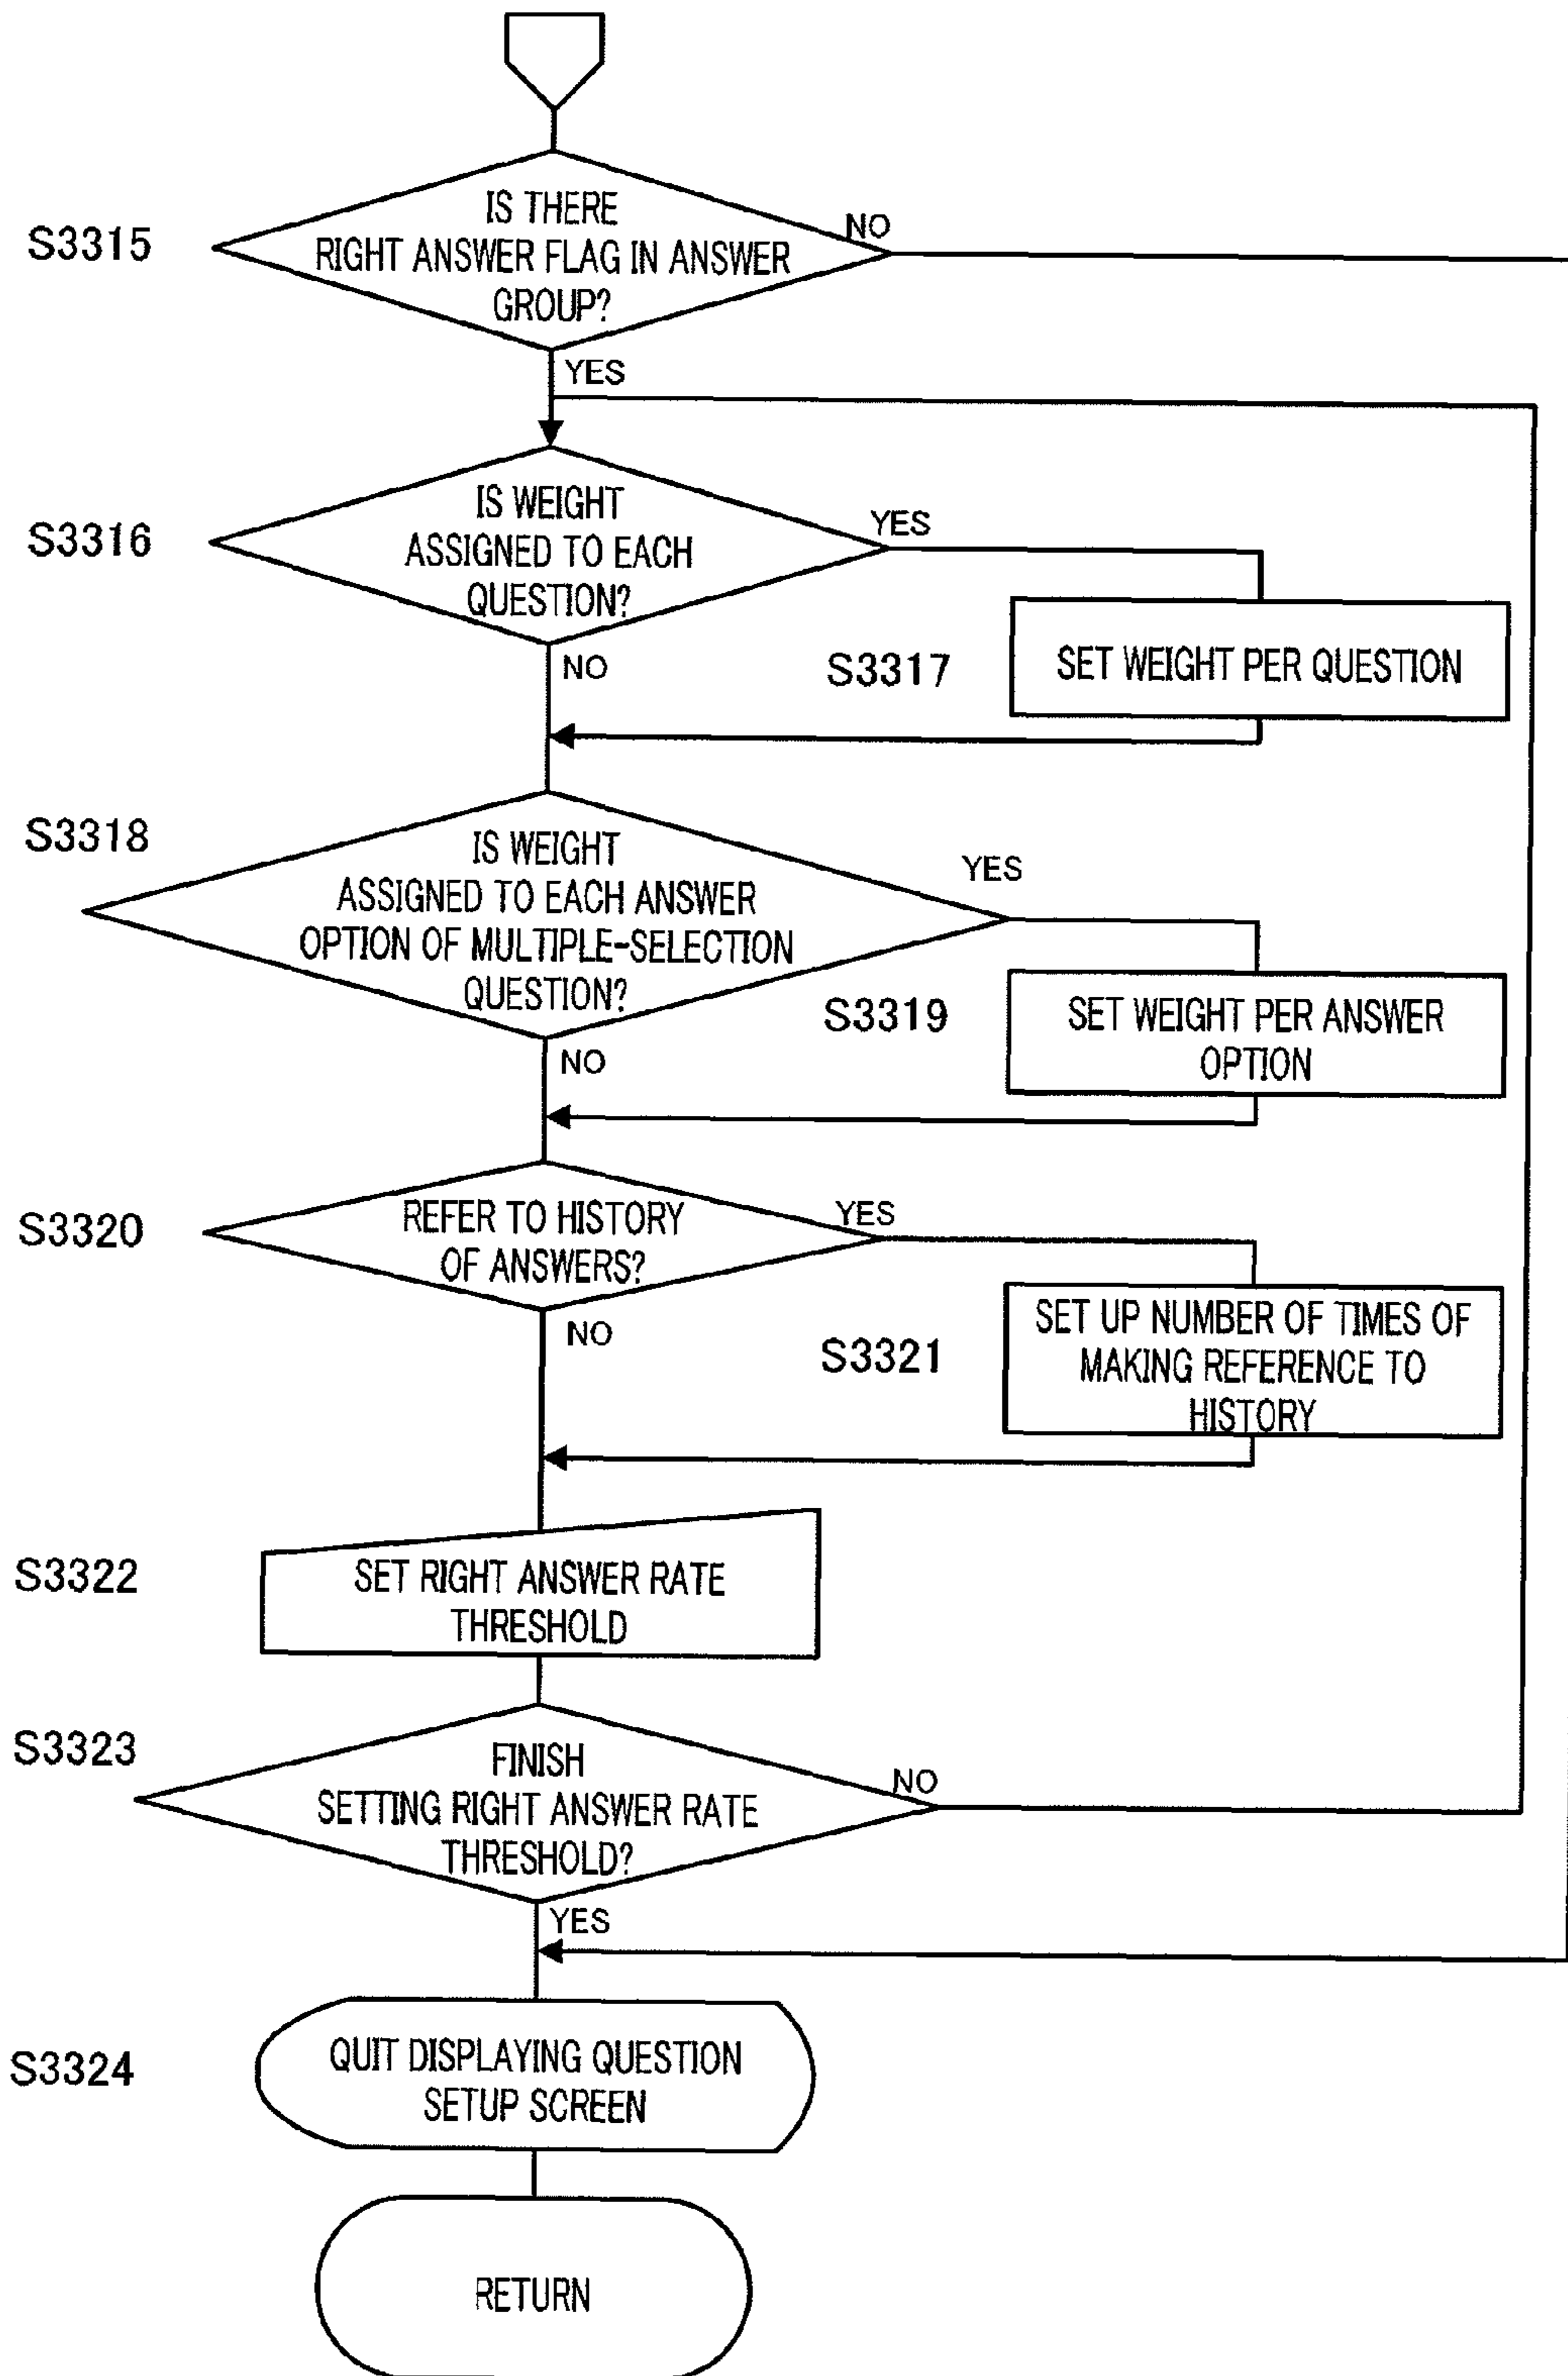 S3315
IS THERE
RIGHT ANSWER FLAG IN ANSWER
GROUP?
NO
YES
S3316
IS WEIGHT
ASSIGNED TO EACH
QUESTION?
YES
NO
S3317
SET WEIGHT PER QUESTION
S3318
IS WEIGHT
ASSIGNED TO EACH ANSWER
OPTION OF MULTIPLE-SELECTION
QUESTION?
YES
NO
S3319
SET WEIGHT PER ANSWER
OPTION
S3320
REFER TO HISTORY
OF ANSWERS?
YES
NO
S3321
SET UP NUMBER OF TIMES OF
MAKING REFERENCE TO
HISTORY
S3322
SET RIGHT ANSWER RATE
THRESHOLD
S3323
FINISH
SETTING RIGHT ANSWER RATE
THRESHOLD?
NO
YES
S3324
QUIT DISPLAYING QUESTION
SETUP SCREEN
RETURN